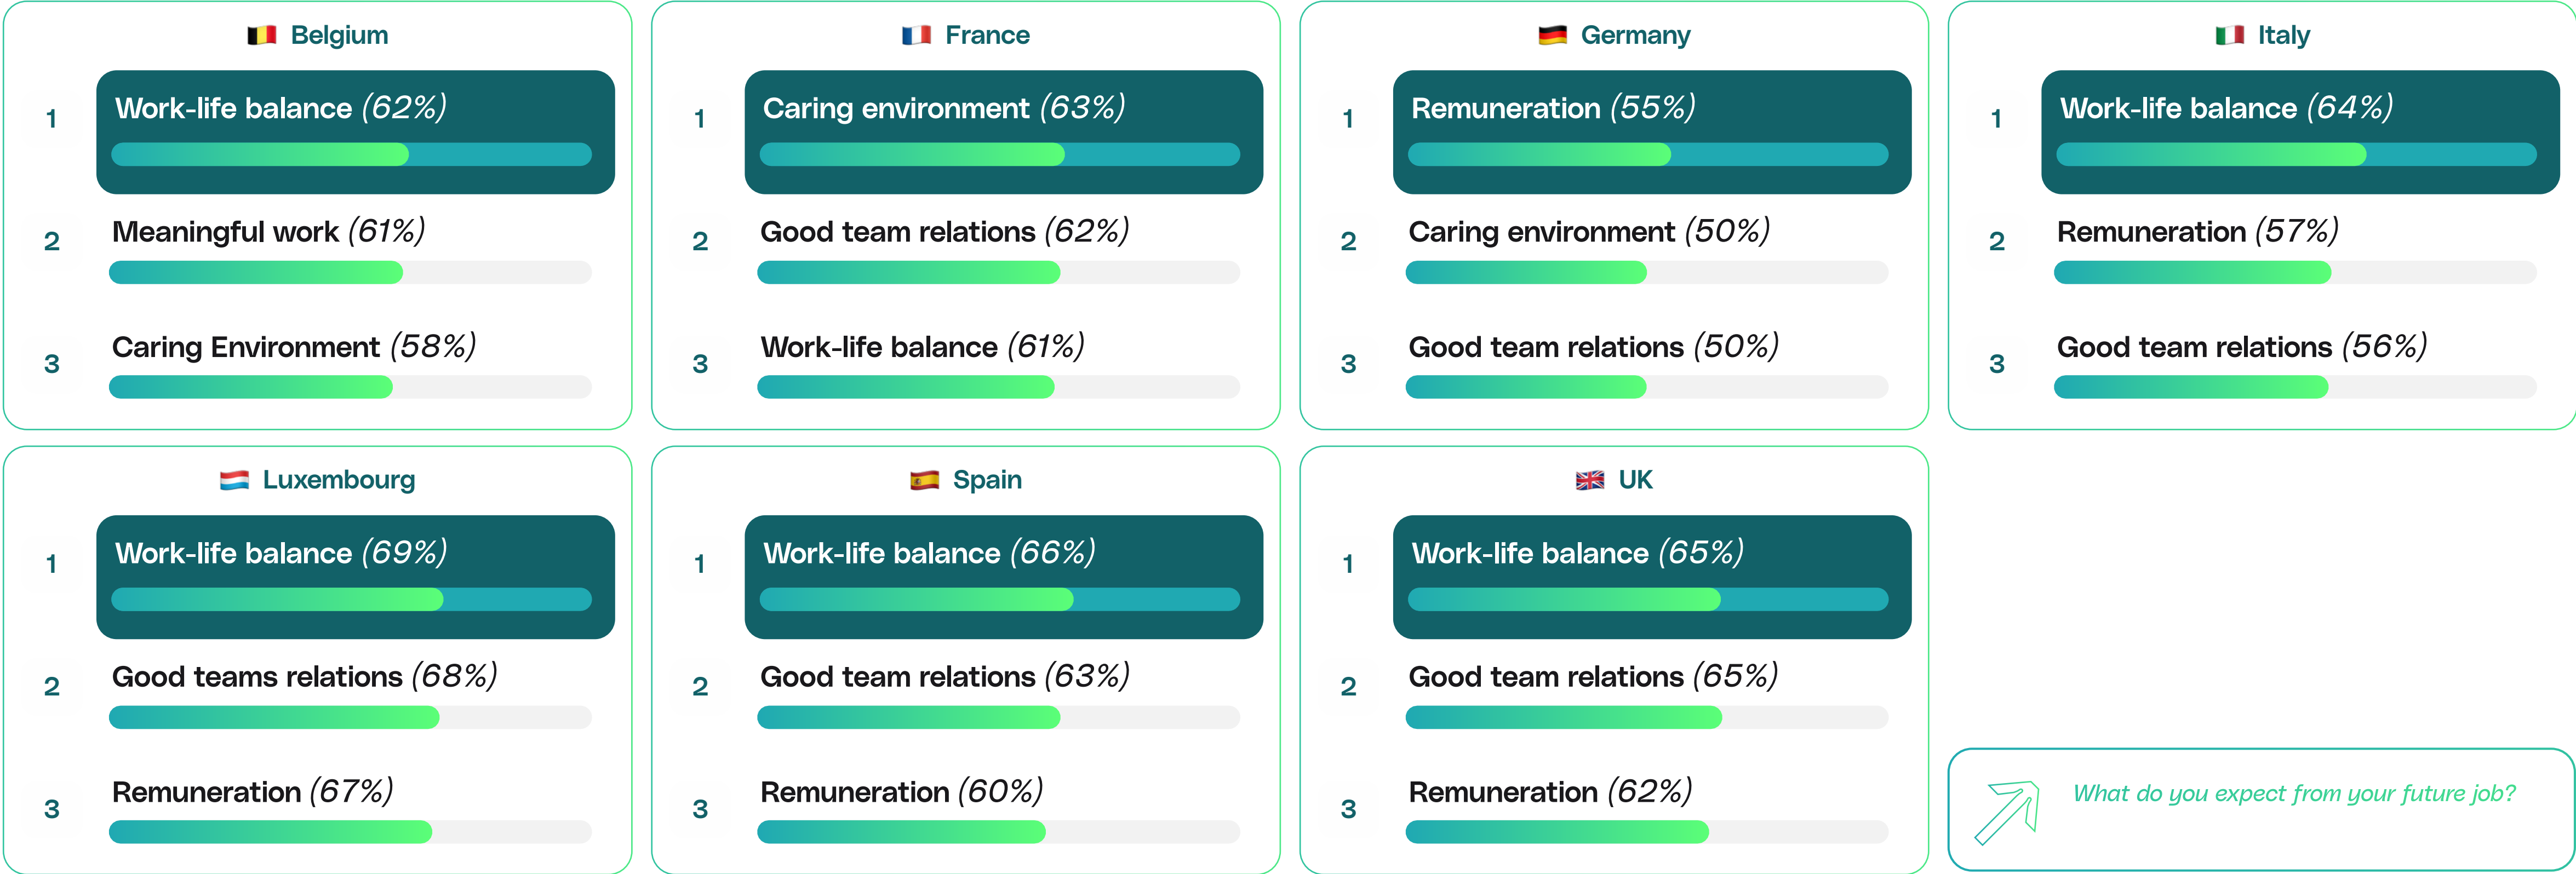 Belgium
1
Work-life balance (62%)
2
Meaningful work (61%)
3
Caring Environment (58%)
France
1
Caring environment (63%)
2
Good team relations (62%)
3
Work-life balance (61%)
Germany
1
Remuneration (55%)
2
Caring environment (50%)
3
Good team relations (50%)
Italy
1
Work-life balance (64%)
2
Remuneration (57%)
3
Good team relations (56%)
Luxembourg
1
Work-life balance (69%)
2
Good teams relations (68%)
3
Remuneration (67%)
Spain
1
Work-life balance (66%)
2
Good team relations (63%)
3
Remuneration (60%)
UK
1
Work-life balance (65%)
2
Good team relations (65%)
3
Remuneration (62%)
What do you expect from your future job?